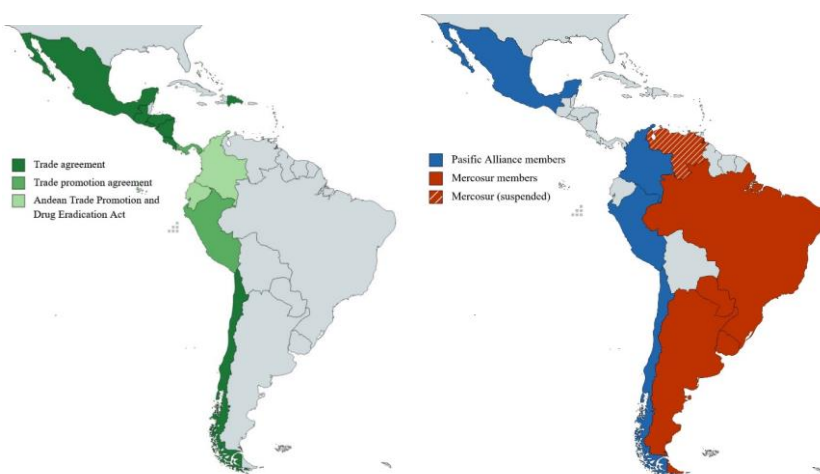 Trade agreement
Trade promotion agreement
Andean Trade Promotion and
Drug Eradication Act
Pasific Alliance members
Mercosur members
Mercosur (suspended)